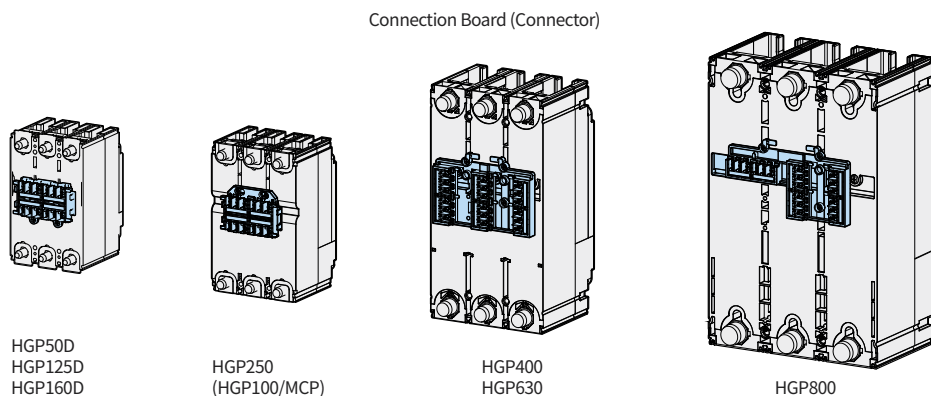 Connection Board (Connector)
HGP50D
HGP125D
HGP160D
HGP250
(HGP100/MCP)
HGP400
HGP630
HGP800